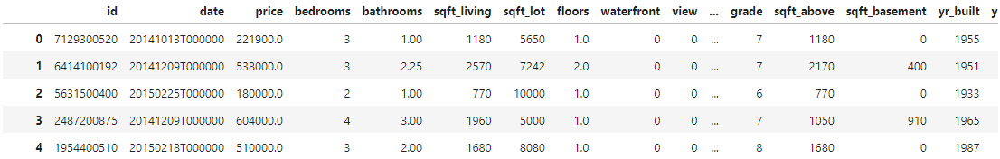 id date price bedrooms bathrooms sqft_living sqft_lot floors waterfront view ... grade sqft_above sqft_basement yr_built y
0 7129300520 20141013T000000 221900.0 3 1.00 1180 5650 1.0 0 0 ... 7 1180 0 1955
1 6414100192 20141209T000000 538000.0 3 2.25 2570 7242 2.0 0 0 ... 7 2170 400 1951
2 5631500400 20150225T000000 180000.0 2 1.00 770 10000 1.0 0 0 ... 6 770 0 1933
3 2487200875 20141209T000000 604000.0 4 3.00 1960 5000 1.0 0 0 ... 7 1050 910 1965
4 1954400510 20150218T000000 510000.0 3 2.00 1680 8080 1.0 0 0 ... 8 1680 0 1987